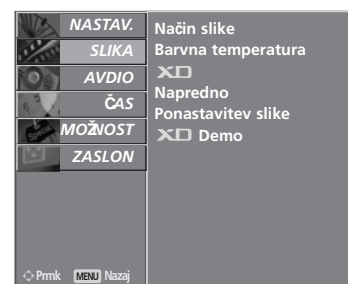 NASTAV.
SLIKA
AVDIO
ČAS
MOŽNOST
ZASLON
Način slike
Barvna temperatura
XD
Napredno
Ponastavitev slike
XD Demo
Prmk MENU Nazaj